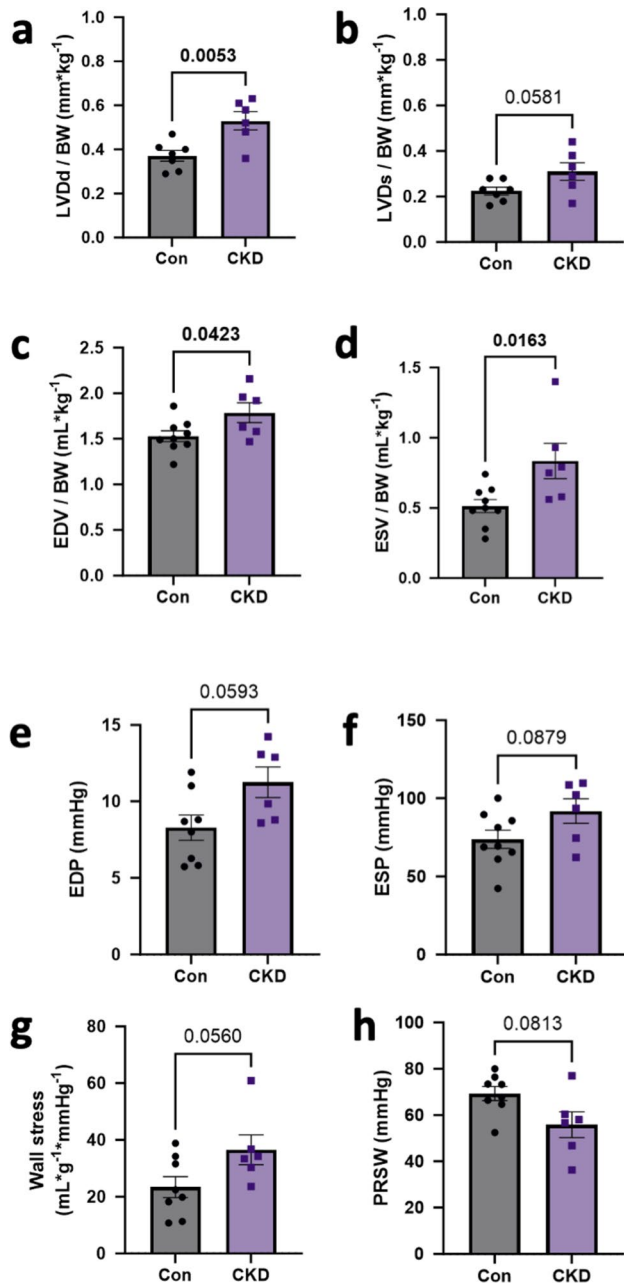 a
0.0053
LVDd / BW (mm*kg⁻¹)
1.0
0.8
0.6
0.4
0.2
0.0
Con CKD
b
0.0581
LVDs / BW (mm*kg⁻¹)
1.0
0.8
0.6
0.4
0.2
0.0
Con CKD
c
0.0423
EDV / BW (mL*kg⁻¹)
2.5
2.0
1.5
1.0
0.5
0.0
Con CKD
d
0.0163
ESV / BW (mL*kg⁻¹)
1.5
1.0
0.5
0.0
Con CKD
e
0.0593
EDP (mmHg)
15
10
5
0
Con CKD
f
0.0879
ESP (mmHg)
150
100
50
0
Con CKD
g
0.0560
Wall stress
(mL*g⁻¹*mmHg⁻¹)
80
60
40
20
0
Con CKD
h
0.0813
PRSW (mmHg)
100
80
60
40
20
0
Con CKD